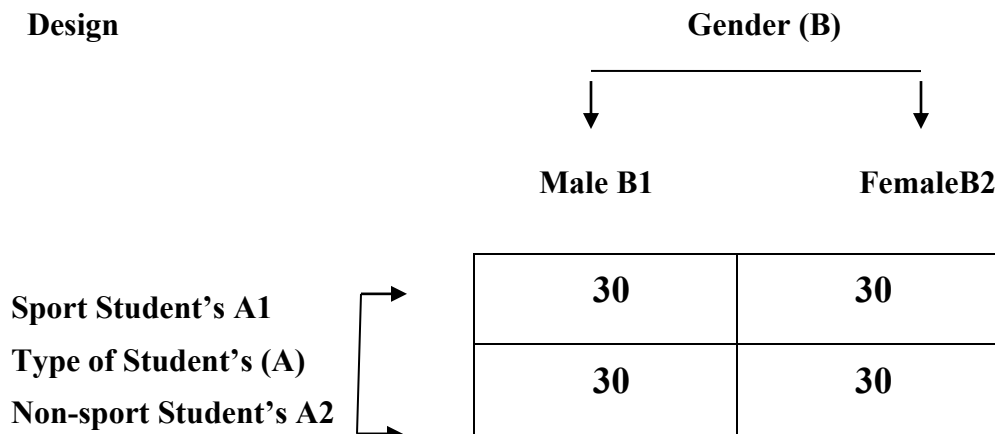 Design Gender (B)
Male B1 FemaleB2
30 30
Sport Student’s A1
Type of Student’s (A)
30 30
Non-sport Student’s A2